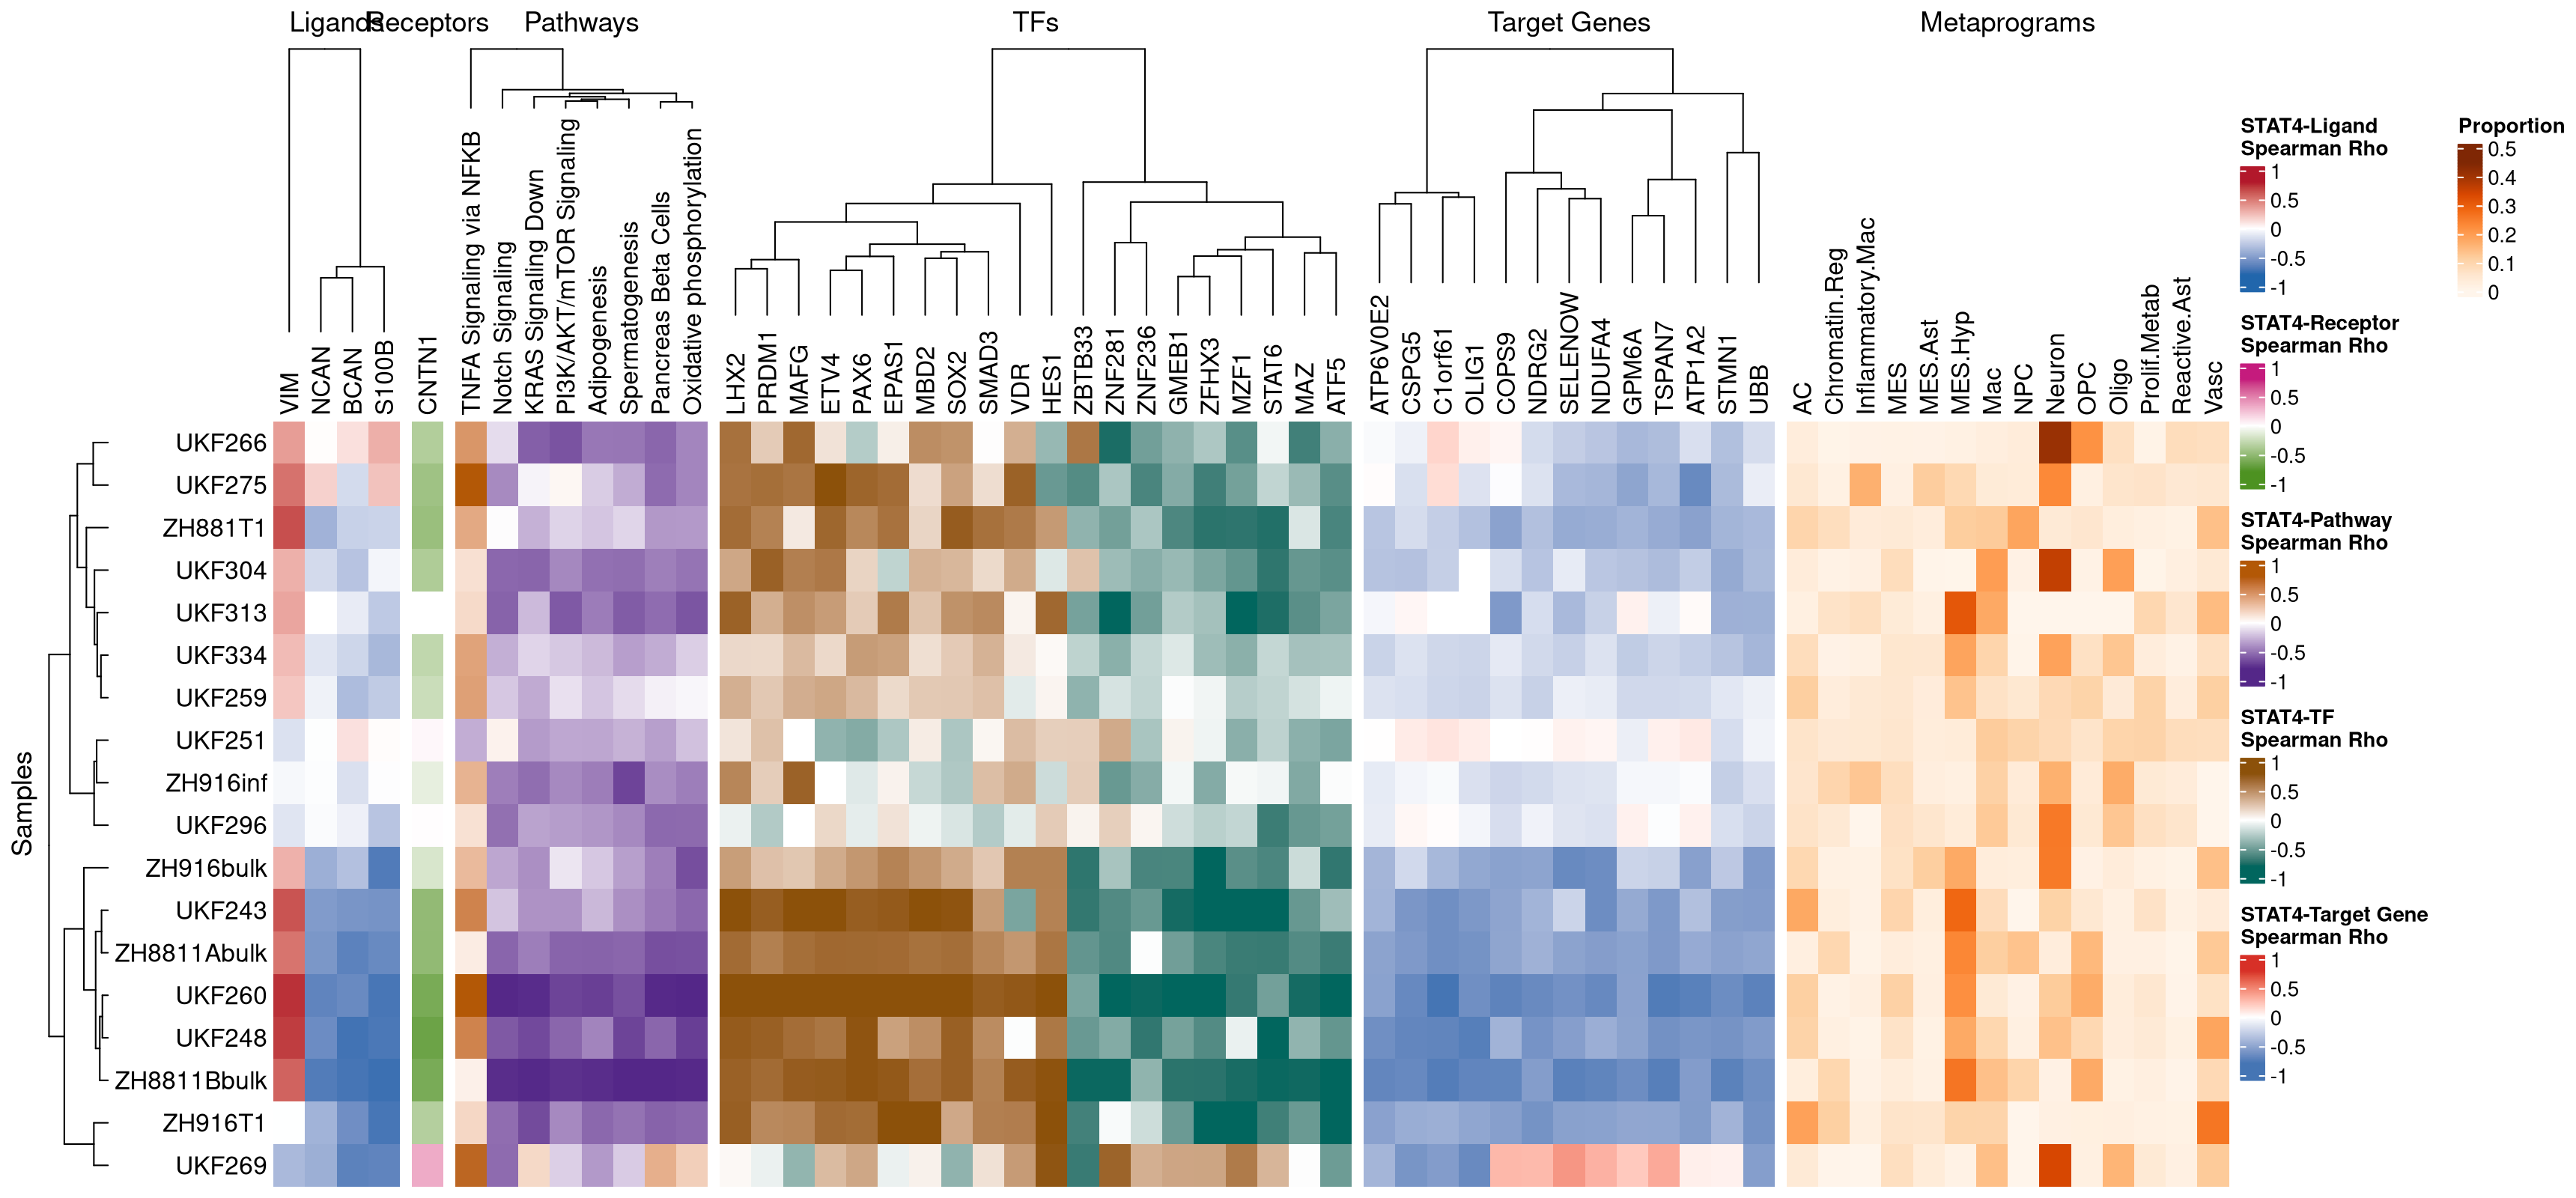 Ligands
Receptors
Pathways
TFs
Target Genes
Metaprograms
VIM
NCAN
BCAN
S100B
CNTN1
TNFA Signaling via NFKB
Notch Signaling
KRAS Signaling Down
PI3K/AKT/mTOR Signaling
Adipogenesis
Spermatogenesis
Pancreas Beta Cells
Oxidative phosphorylation
LHX2
PRDM1
MAFG
ETV4
PAX6
EPAS1
MBD2
SOX2
SMAD3
VDR
HES1
ZBTB33
ZNF281
ZNF236
GMEB1
ZFHX3
MZF1
STAT6
MAZ
ATF5
ATP6V0E2
CSPG5
C1orf61
OLIG1
COPS9
NDRG2
SELENOW
NDUFA4
GPM6A
TSPAN7
ATP1A2
STMN1
UBB
AC
Chromatin.Reg
Inflammatory.Mac
MES
MES.Ast
MES.Hyp
Mac
NPC
Neuron
OPC
Oligo
Prolif.Metab
Reactive.Ast
Vasc
Samples
UKF266
UKF275
ZH881T1
UKF304
UKF313
UKF334
UKF259
UKF251
ZH916inf
UKF296
ZH916bulk
UKF243
ZH8811Abulk
UKF260
UKF248
ZH8811Bbulk
ZH916T1
UKF269
STAT4-Ligand
Spearman Rho
1
0.5
0
-0.5
-1
STAT4-Receptor
Spearman Rho
1
0.5
0
-0.5
-1
STAT4-Pathway
Spearman Rho
1
0.5
0
-0.5
-1
STAT4-TF
Spearman Rho
1
0.5
0
-0.5
-1
STAT4-Target Gene
Spearman Rho
1
0.5
0
-0.5
-1
Proportion
0.5
0.4
0.3
0.2
0.1
0